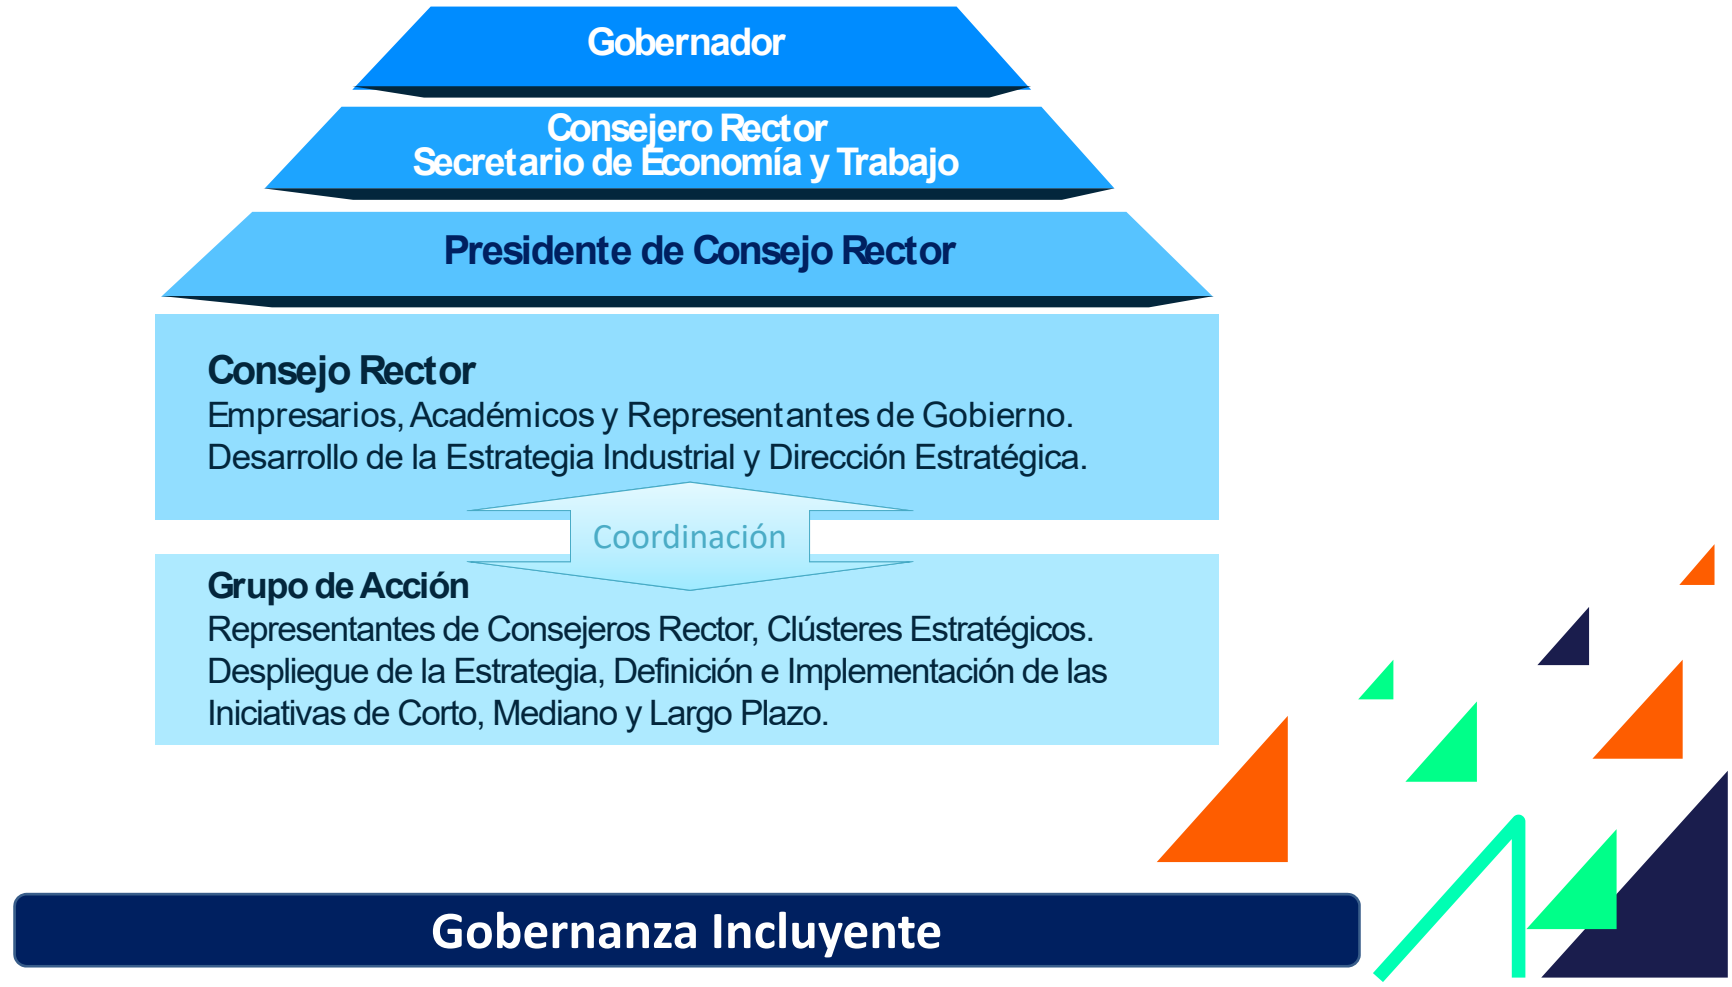 Gobernador
Consejero Rector
Secretario de Economía y Trabajo
Presidente de Consejo Rector
Consejo Rector
Empresarios, Académicos y Representantes de Gobierno.
Desarrollo de la Estrategia Industrial y Dirección Estratégica.
Coordinación
Grupo de Acción
Representantes de Consejeros Rector, Clústeres Estratégicos.
Despliegue de la Estrategia, Definición e Implementación de las
Iniciativas de Corto, Mediano y Largo Plazo.
Gobernanza Incluyente